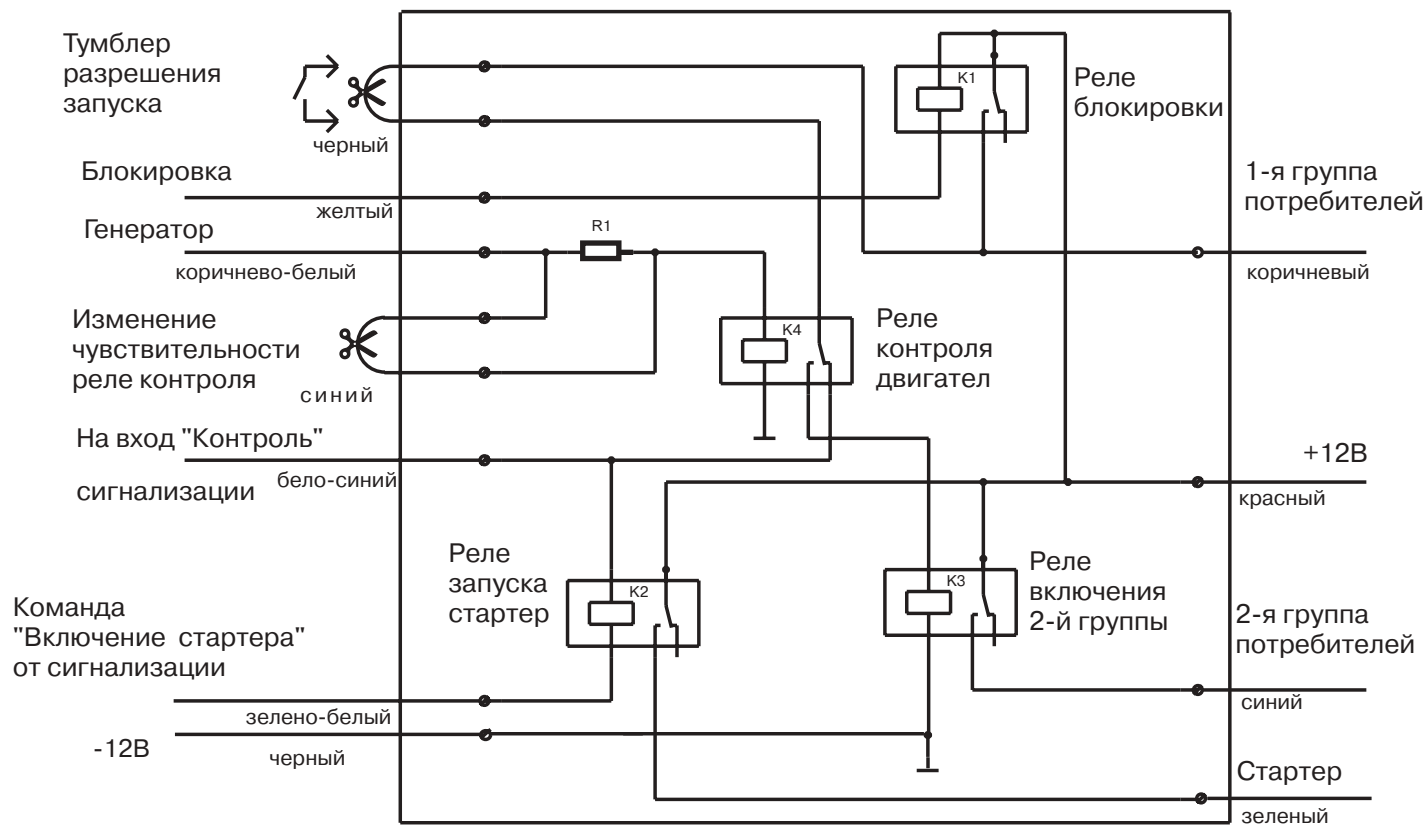 Тумблер
разрешения
запуска
черный
K1
Реле
блокировки
Блокировка
желтый
1-я группа
потребителей
коричневый
Генератор
коричнево-белый
R1
Изменение
чувствительности
реле контроля
синий
K4
Реле
контроля
двигател
На вход "Контроль"
бело-синий
сигнализации
+12В
красный
Реле
запуска
стартер
K2
K3
Реле
включения
2-й группы
2-я группа
потребителей
синий
Команда
"Включение стартера"
от сигнализации
зелено-белый
-12В
черный
Стартер
зеленый